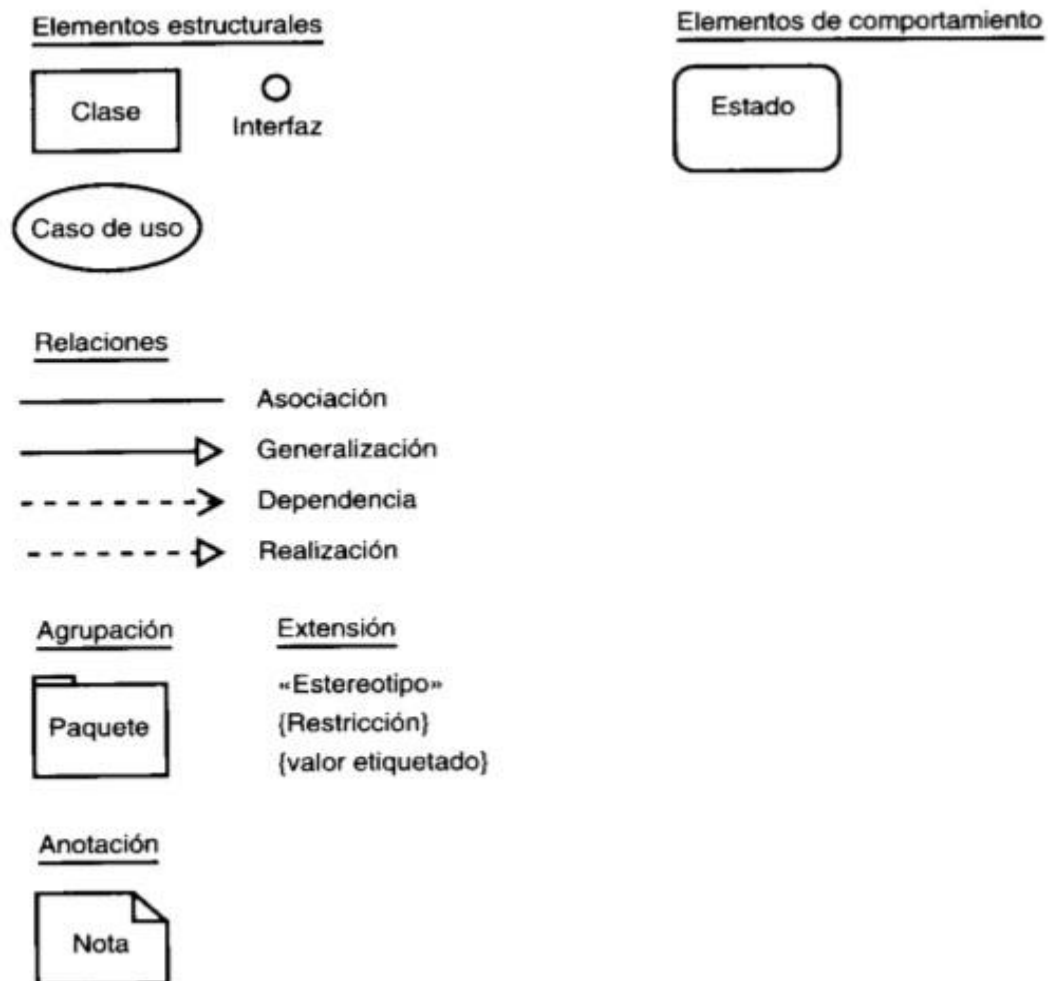 Elementos estructurales
Elementos de comportamiento
Clase
Interfaz
Estado
Caso de uso
Relaciones
Asociación
Generalización
Dependencia
Realización
Agrupación
Extensión
Paquete
«Estereotipo»
{Restricción}
{valor etiquetado}
Anotación
Nota